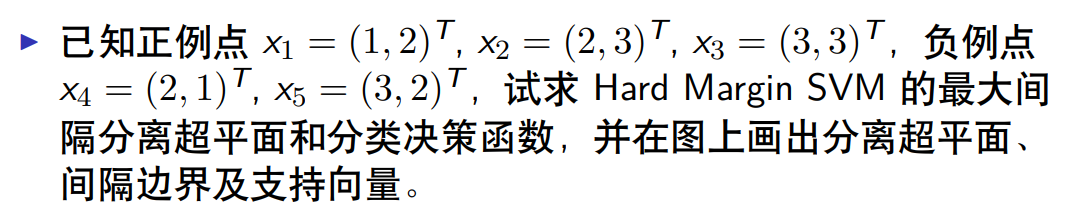 ▶ 已知正例点 x₁ = (1, 2)ᵀ, x₂ = (2, 3)ᵀ, x₃ = (3, 3)ᵀ, 负例点
x₄ = (2, 1)ᵀ, x₅ = (3, 2)ᵀ, 试求 Hard Margin SVM 的最大间
隔分离超平面和分类决策函数，并在图上画出分离超平面、
间隔边界及支持向量。